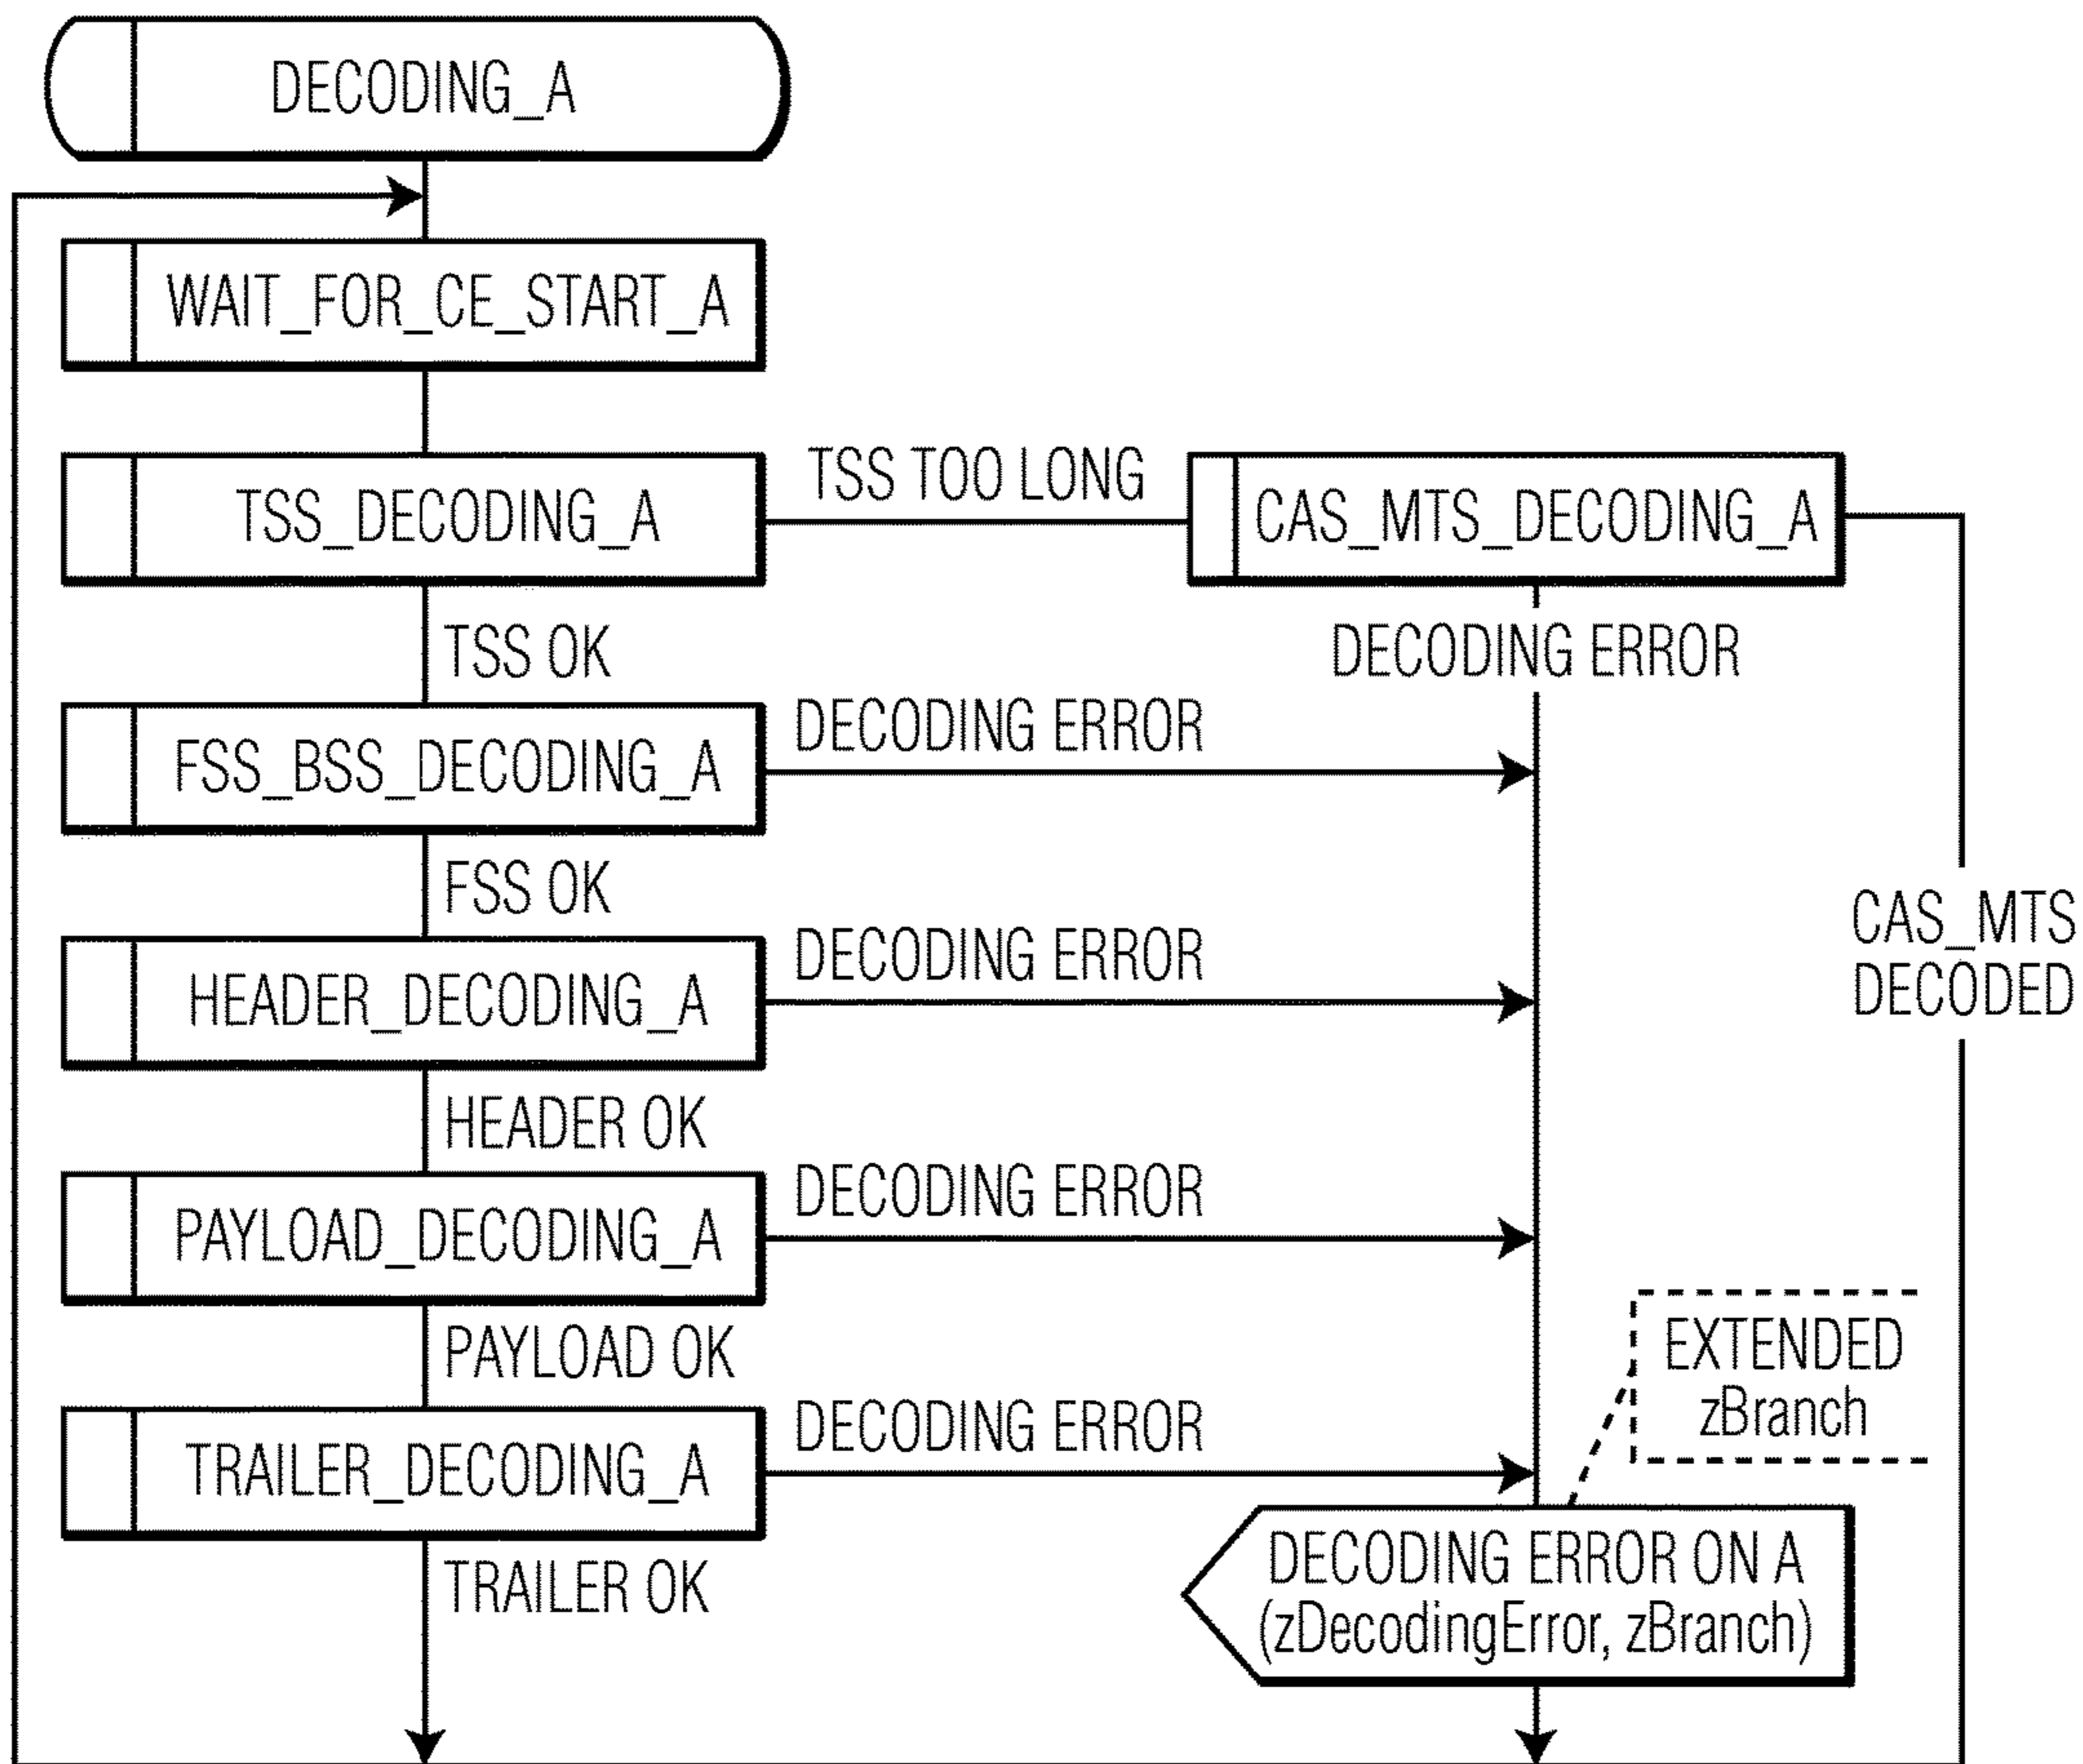 DECODING_A
WAIT_FOR_CE_START_A
TSS_DECODING_A
TSS TOO LONG
CAS_MTS_DECODING_A
TSS OK
DECODING ERROR
FSS_BSS_DECODING_A
DECODING ERROR
FSS OK
CAS_MTS
DECODED
HEADER_DECODING_A
DECODING ERROR
HEADER OK
PAYLOAD_DECODING_A
DECODING ERROR
PAYLOAD OK
EXTENDED
zBranch
TRAILER_DECODING_A
DECODING ERROR
TRAILER OK
DECODING ERROR ON A
(zDecodingError, zBranch)